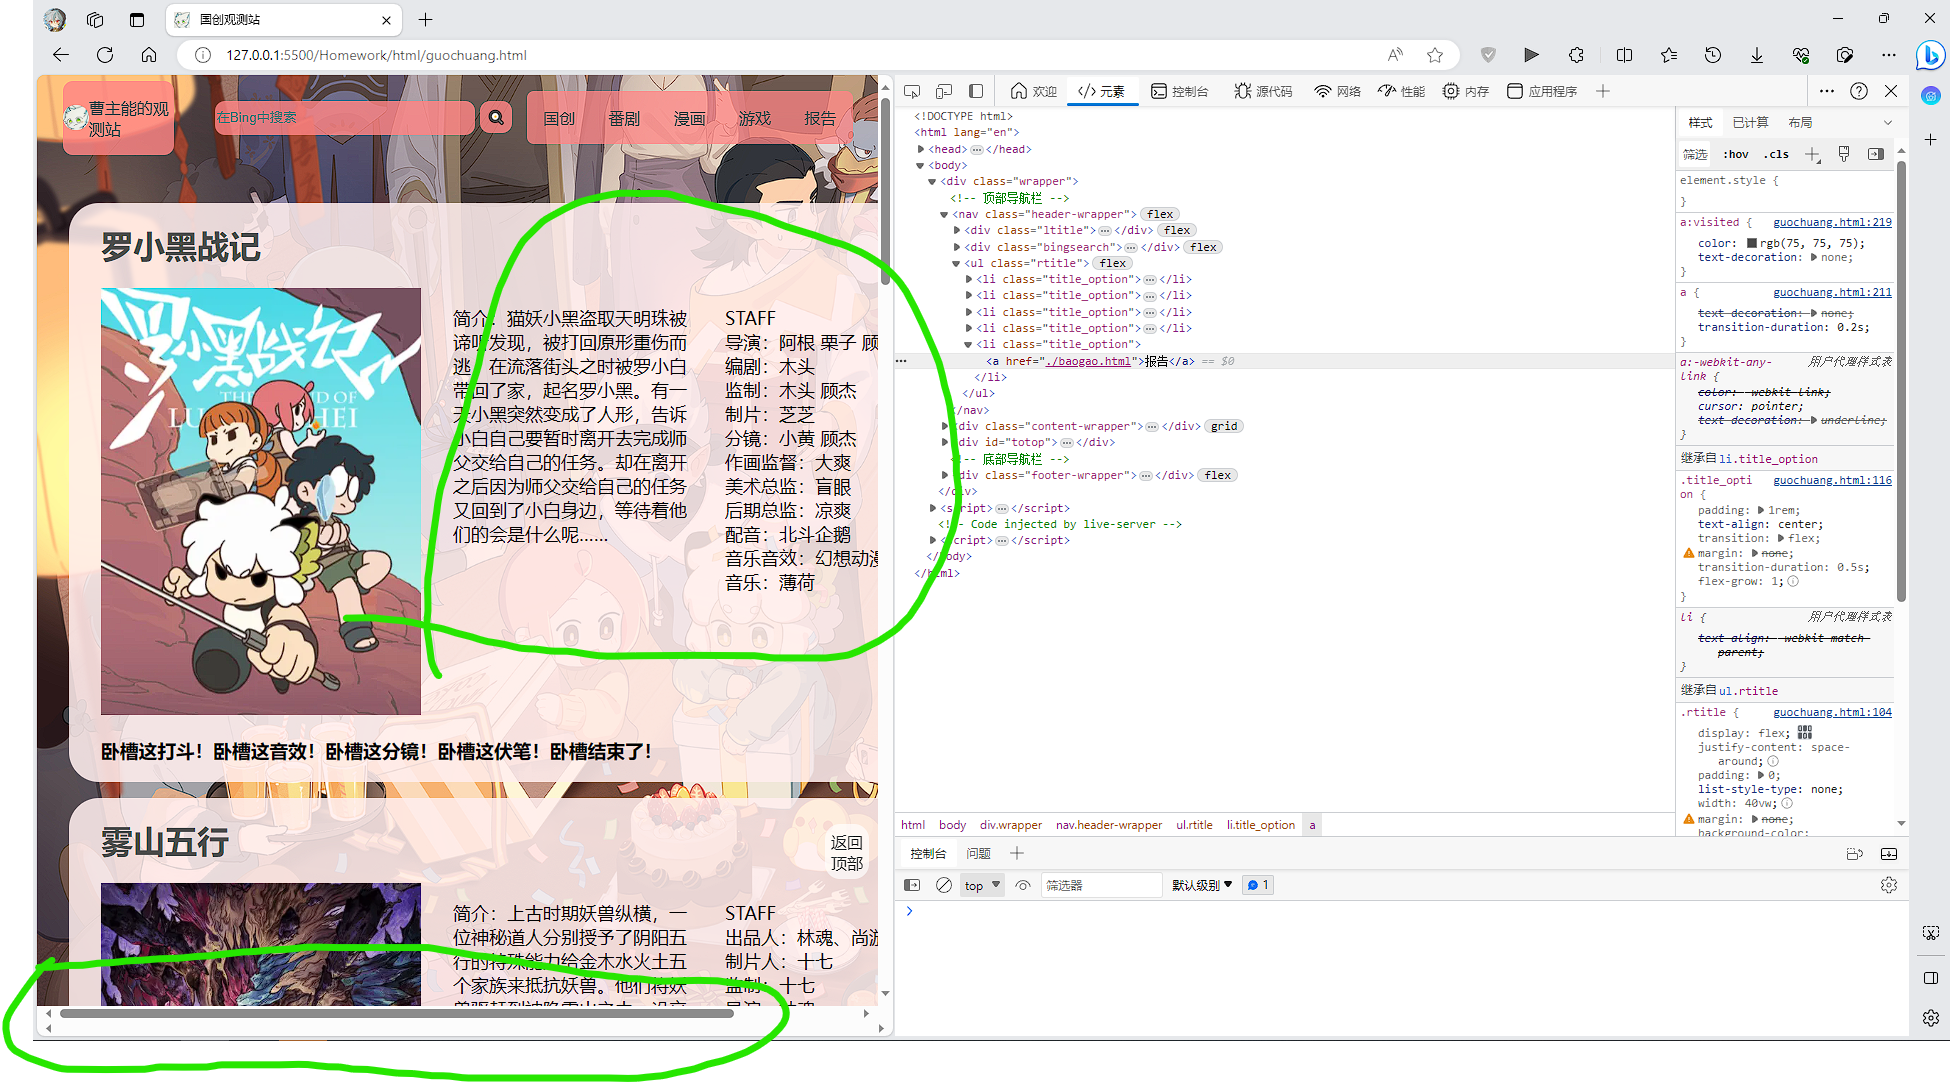 国创观测站
127.0.0.1:5500/Homework/html/guochuang.html
曹主能的观
测站
在Bing中搜索
国创
番剧
漫画
游戏
报告
罗小黑战记
罗小黑战记
THE
ND OF
LU
HEI
简介：猫妖小黑盗取天明珠被
谛听发现，被打回原形重伤而
逃，在流落街头之时被罗小白
带回了家，起名罗小黑。有一
天小黑突然变成了人形，告诉
小白自己要暂时离开去完成师
父交给自己的任务。却在离开
之后因为师父交给自己的任务
又回到了小白身边，等待着他
们的会是什么呢......
STAFF
导演：阿根 栗子 顾
编剧：木头
监制：木头 顾杰
制片：芝芝
分镜：小黄 顾杰
作画监督：大爽
美术总监：盲眼
后期总监：凉爽
配音：北斗企鹅
音乐音效：幻想动漫
音乐：薄荷
卧槽这打斗！卧槽这音效！卧槽这分镜！卧槽这伏笔！卧槽结束了！
雾山五行
返回
顶部
简介：上古时期妖兽纵横，一
位神秘道人分别授予了阴阳五
行的特殊能力给金木水火土五
个家族来抵抗妖兽。他们将妖
STAFF
出品人：林魂、尚游
制片人：十七
监制：十七
欢迎
</> 元素
控制台
源代码
网络
性能
内存
应用程序
<!DOCTYPE html>
<html lang="en">
<head> ⋯ </head>
<body>
<div class="wrapper">
<!-- 顶部导航栏 -->
<nav class="header-wrapper"> flex
<div class="ltitle"> ⋯ </div> flex
<div class="bingsearch"> ⋯ </div> flex
<ul class="rtitle"> flex
<li class="title_option"> ⋯ </li>
<li class="title_option"> ⋯ </li>
<li class="title_option"> ⋯ </li>
<li class="title_option"> ⋯ </li>
<li class="title_option">
⋯ <a href="./baogao.html">报告</a> == $0
</li>
</ul>
</nav>
<div class="content-wrapper"> ⋯ </div> grid
<div id="totop"> ⋯ </div>
<!-- 底部导航栏 -->
<div class="footer-wrapper"> ⋯ </div> flex
</div>
<script> ⋯ </script>
<!-- Code injected by live-server -->
<script> ⋯ </script>
</body>
</html>
html body div.wrapper nav.header-wrapper ul.rtitle li.title_option a
样式 已计算 布局
筛选 :hov .cls
element.style {
}
a:visited { guochuang.html:219
color: rgb(75, 75, 75);
text-decoration: none;
}
a { guochuang.html:211
text-decoration: none;
transition-duration: 0.2s;
}
a:-webkit-any- 用户代理样式表
link {
color: -webkit-link;
cursor: pointer;
text-decoration: underline;
}
继承自 li.title_option
.title_opti guochuang.html:116
on {
padding: 1rem;
text-align: center;
transition: flex;
margin: none;
transition-duration: 0.5s;
flex-grow: 1;
}
li { 用户代理样式表
text-align: -webkit-match-
parent;
}
继承自 ul.rtitle
.rtitle { guochuang.html:104
display: flex;
justify-content: space-
around;
padding: 0;
list-style-type: none;
width: 40vw;
margin: none;
background-color:
控制台 问题
top 筛选器 默认级别 1